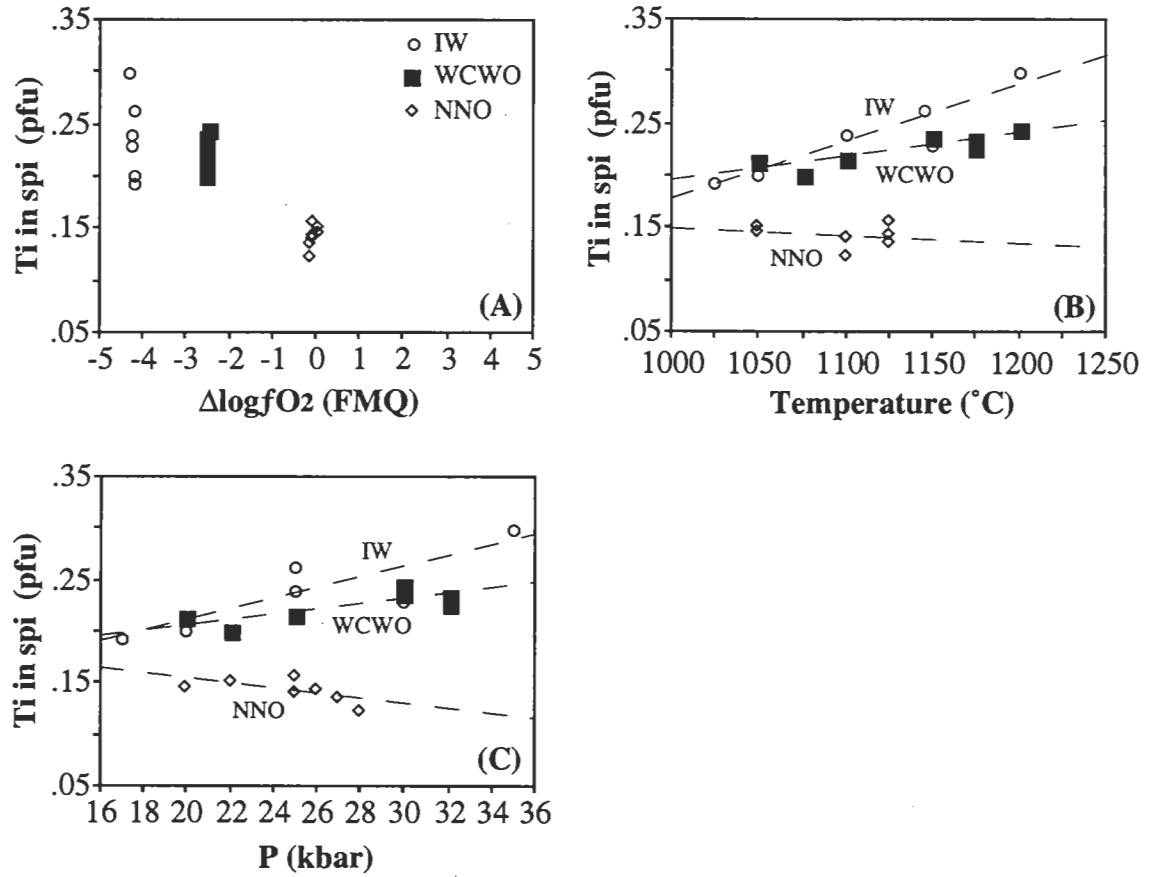 .35
.25
.15
.05
Ti in spi (pfu)
IW
WCWO
NNO
(A)
-5 -4 -3 -2 -1 0 1 2 3 4 5
ΔlogƒO2 (FMQ)
.35
.25
.15
.05
Ti in spi (pfu)
IW
WCWO
NNO
(B)
1000 1050 1100 1150 1200 1250
Temperature (˚C)
.35
.25
.15
.05
Ti in spi (pfu)
IW
WCWO
NNO
(C)
16 18 20 22 24 26 28 30 32 34 36
P (kbar)